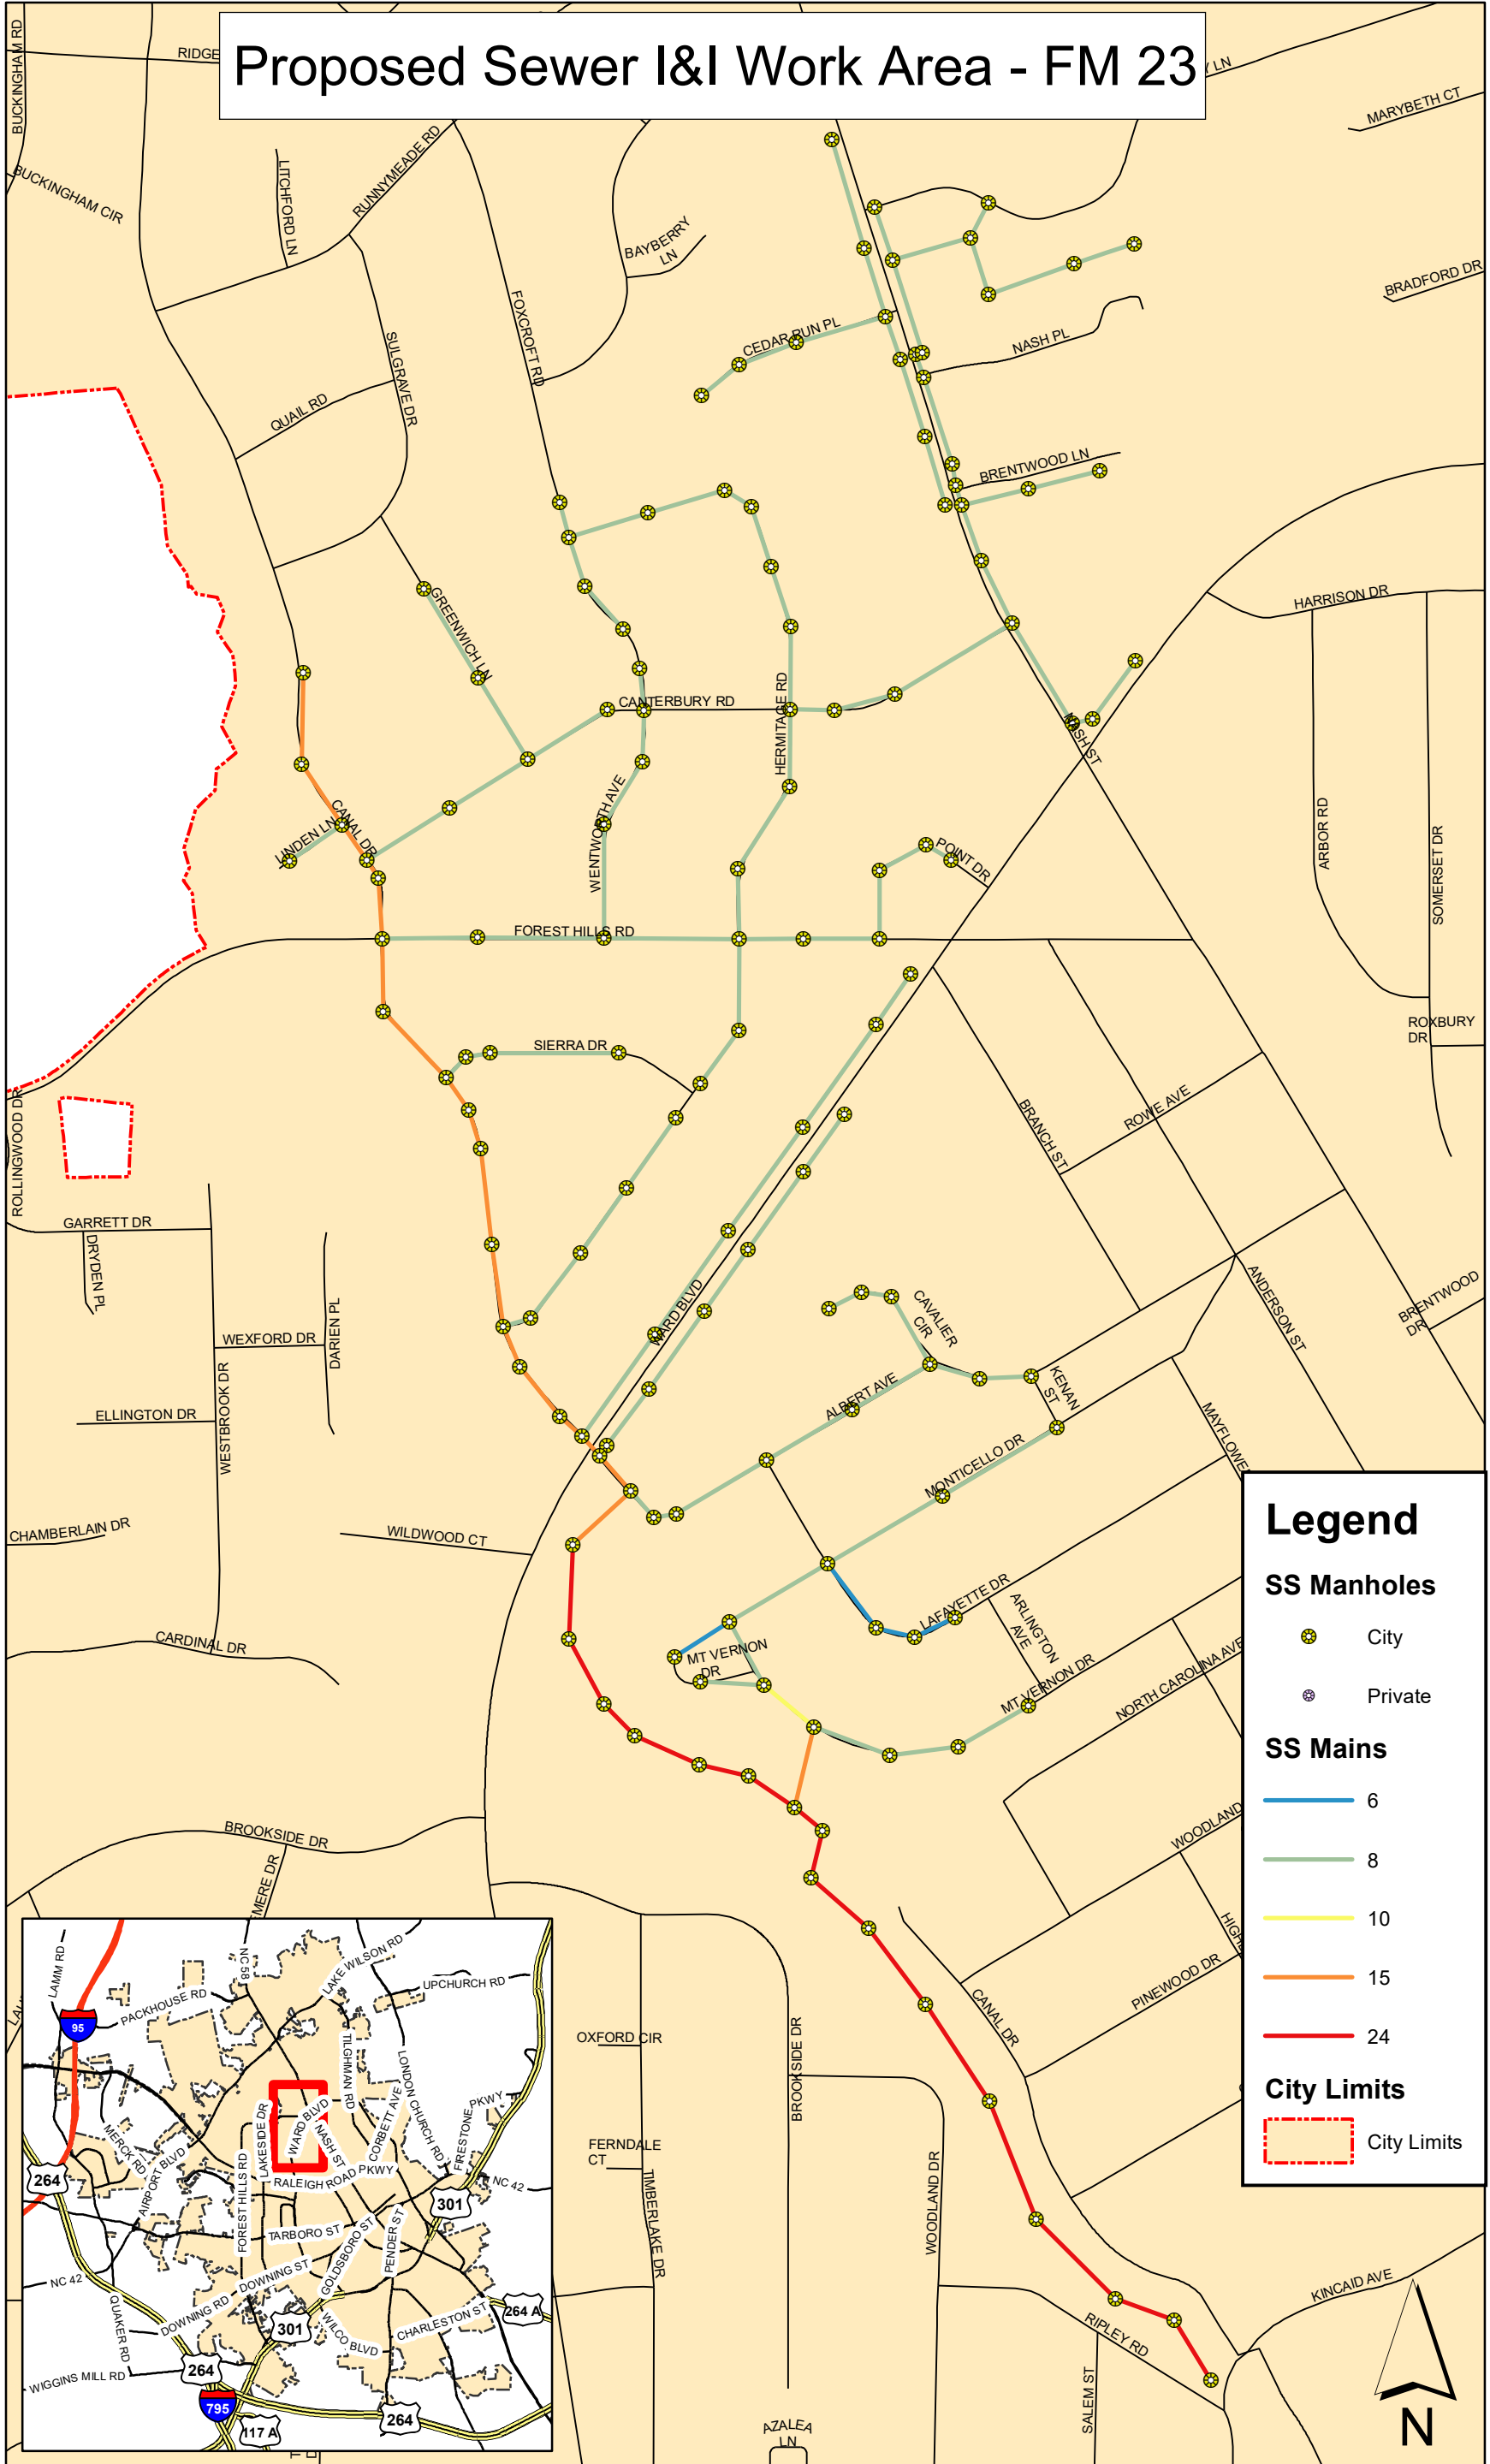 Proposed Sewer I&I Work Area - FM 23
BUCKINGHAM RD
RIDGE
Y LN
MARYBETH CT
BUCKINGHAM CIR
LITCHFORD LN
RUNNYMEADE RD
BAYBERRY
LN
BRADFORD DR
FOXCROFT RD
SULGRAVE DR
CEDAR RUN PL
NASH PL
QUAIL RD
BRENTWOOD LN
GREENWICH LN
HARRISON DR
CANTERBURY RD
HERMITAGE RD
NASH ST
LINDEN LN
CANAL DR
WENTWORTH AVE
POINT DR
ARBOR RD
SOMERSET DR
FOREST HILLS RD
ROXBURY
DR
SIERRA DR
ROLLINGWOOD DR
BRANCH ST
ROWE AVE
GARRETT DR
DRYDEN PL
WEXFORD DR
DARIEN PL
WARD BLVD
CAVALIER
CIR
ANDERSON ST
BRENTWOOD
DR
ELLINGTON DR
WESTBROOK DR
ALBERT AVE
KENAN
ST
MAYFLOWER
MONTICELLO DR
CHAMBERLAIN DR
WILDWOOD CT
LAFAYETTE DR
ARLINGTON
AVE
CARDINAL DR
MT VERNON
DR
MT VERNON DR
NORTH CAROLINA AVE
BROOKSIDE DR
MERE DR
WOODLAND
HIGH
PINEWOOD DR
CANAL DR
OXFORD CIR
BROOKSIDE DR
FERNDALE
CT
TIMBERLAKE DR
WOODLAND DR
KINCAID AVE
RIPLEY RD
SALEM ST
AZALEA
LN
N
Legend
SS Manholes
City
Private
SS Mains
6
8
10
15
24
City Limits
City Limits
LAMM RD
NC 58
LAKE WILSON RD
UPCHURCH RD
PACKHOUSE RD
95
TILGHMAN RD
LONDON CHURCH RD
CORBETT AVE
FIRESTONE
PKWY
LAKESIDE DR
WARD BLVD
NASH ST
MERCK RD
AIRPORT BLVD
264
FOREST HILLS RD
RALEIGH ROAD PKWY
NC 42
301
TARBORO ST
GOLDSBORO ST
PENDER ST
NC 42
DOWNING ST
DOWNING RD
QUAKER RD
301
WILCO BLVD
CHARLESTON ST
264 A
WIGGINS MILL RD
264
795
117 A
264